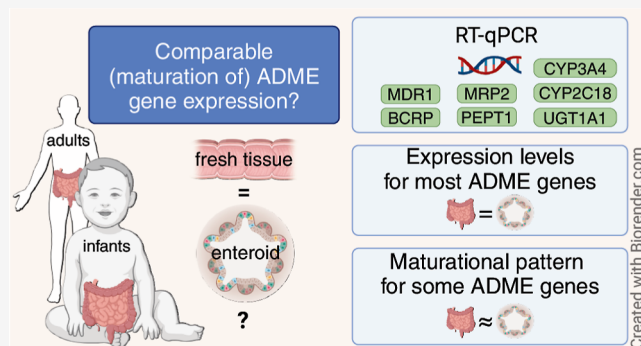 Comparable
(maturation of) ADME
gene expression?
adults
infants
fresh tissue
=
enteroid
?
RT-qPCR
CYP3A4
MDR1 MRP2 CYP2C18
BCRP PEPT1 UGT1A1
Expression levels
for most ADME genes
=
Maturational pattern
for some ADME genes
≈
Created with Biorender.com